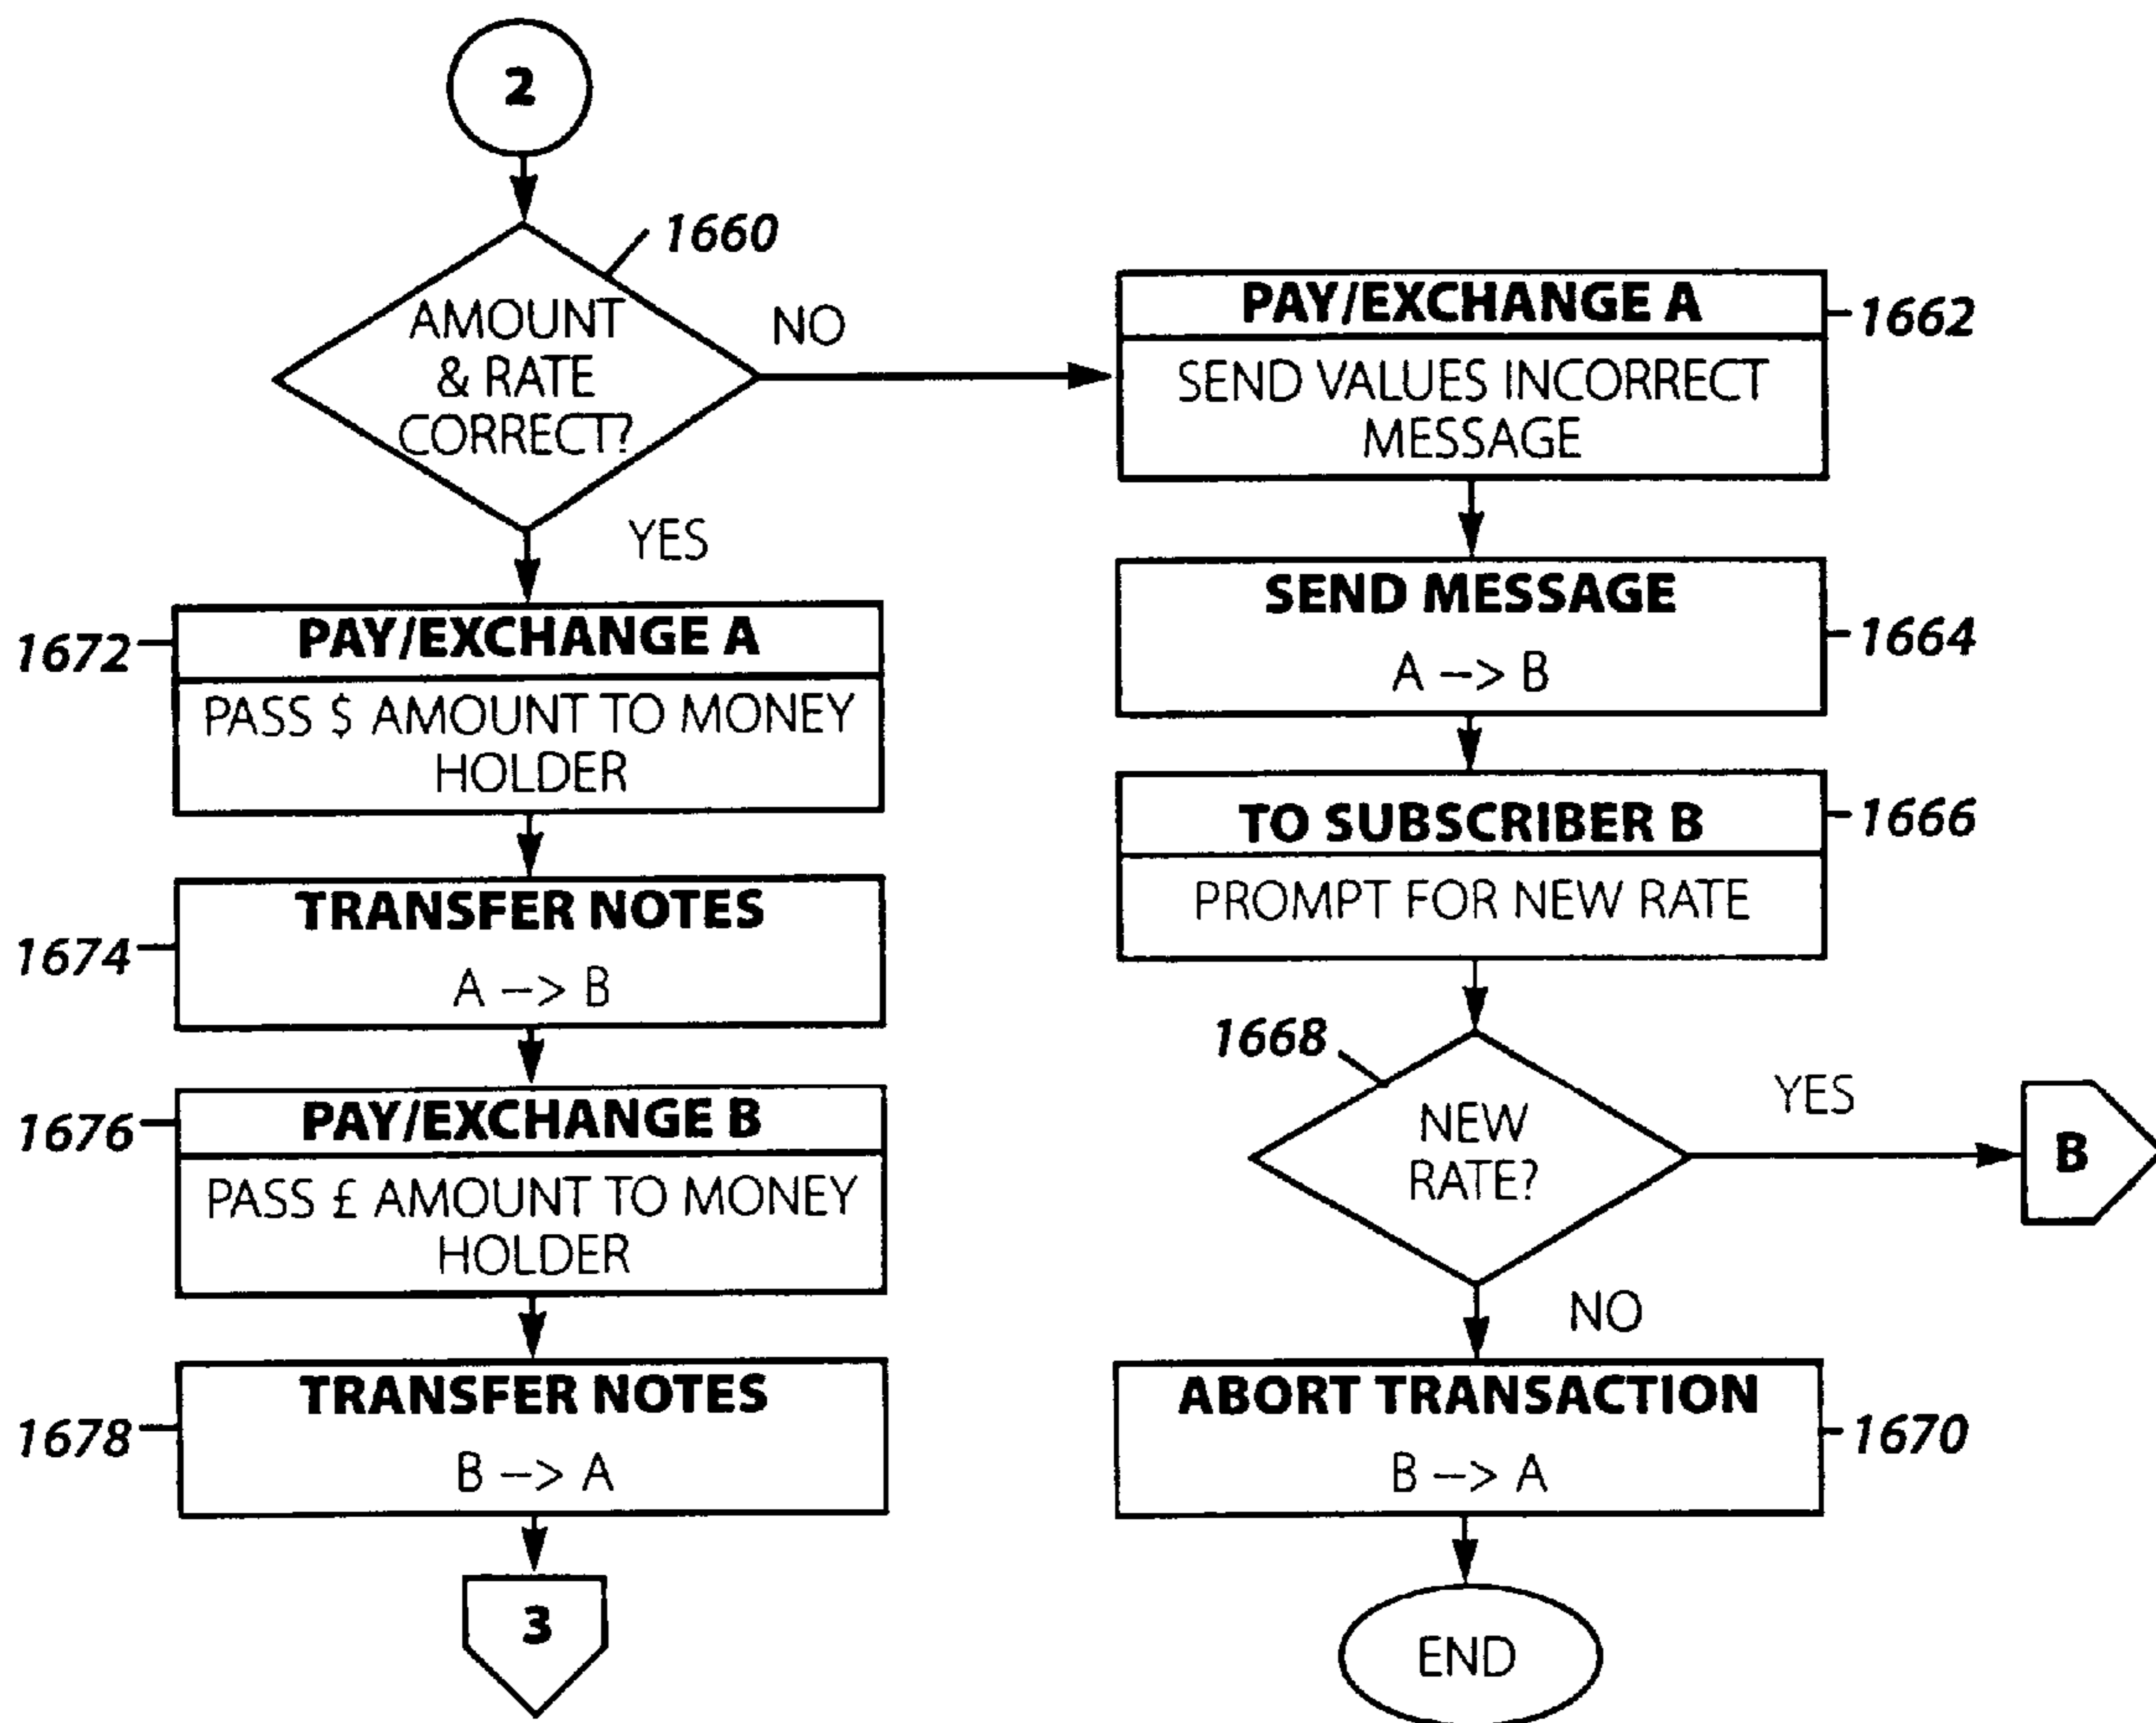 2
1660
AMOUNT
& RATE
CORRECT?
NO
YES
1672
PAY/EXCHANGE A
PASS $ AMOUNT TO MONEY
HOLDER
1674
TRANSFER NOTES
A --> B
1676
PAY/EXCHANGE B
PASS £ AMOUNT TO MONEY
HOLDER
1678
TRANSFER NOTES
B --> A
3
PAY/EXCHANGE A
1662
SEND VALUES INCORRECT
MESSAGE
SEND MESSAGE
1664
A --> B
TO SUBSCRIBER B
1666
PROMPT FOR NEW RATE
1668
NEW
RATE?
YES
B
NO
ABORT TRANSACTION
1670
B --> A
END